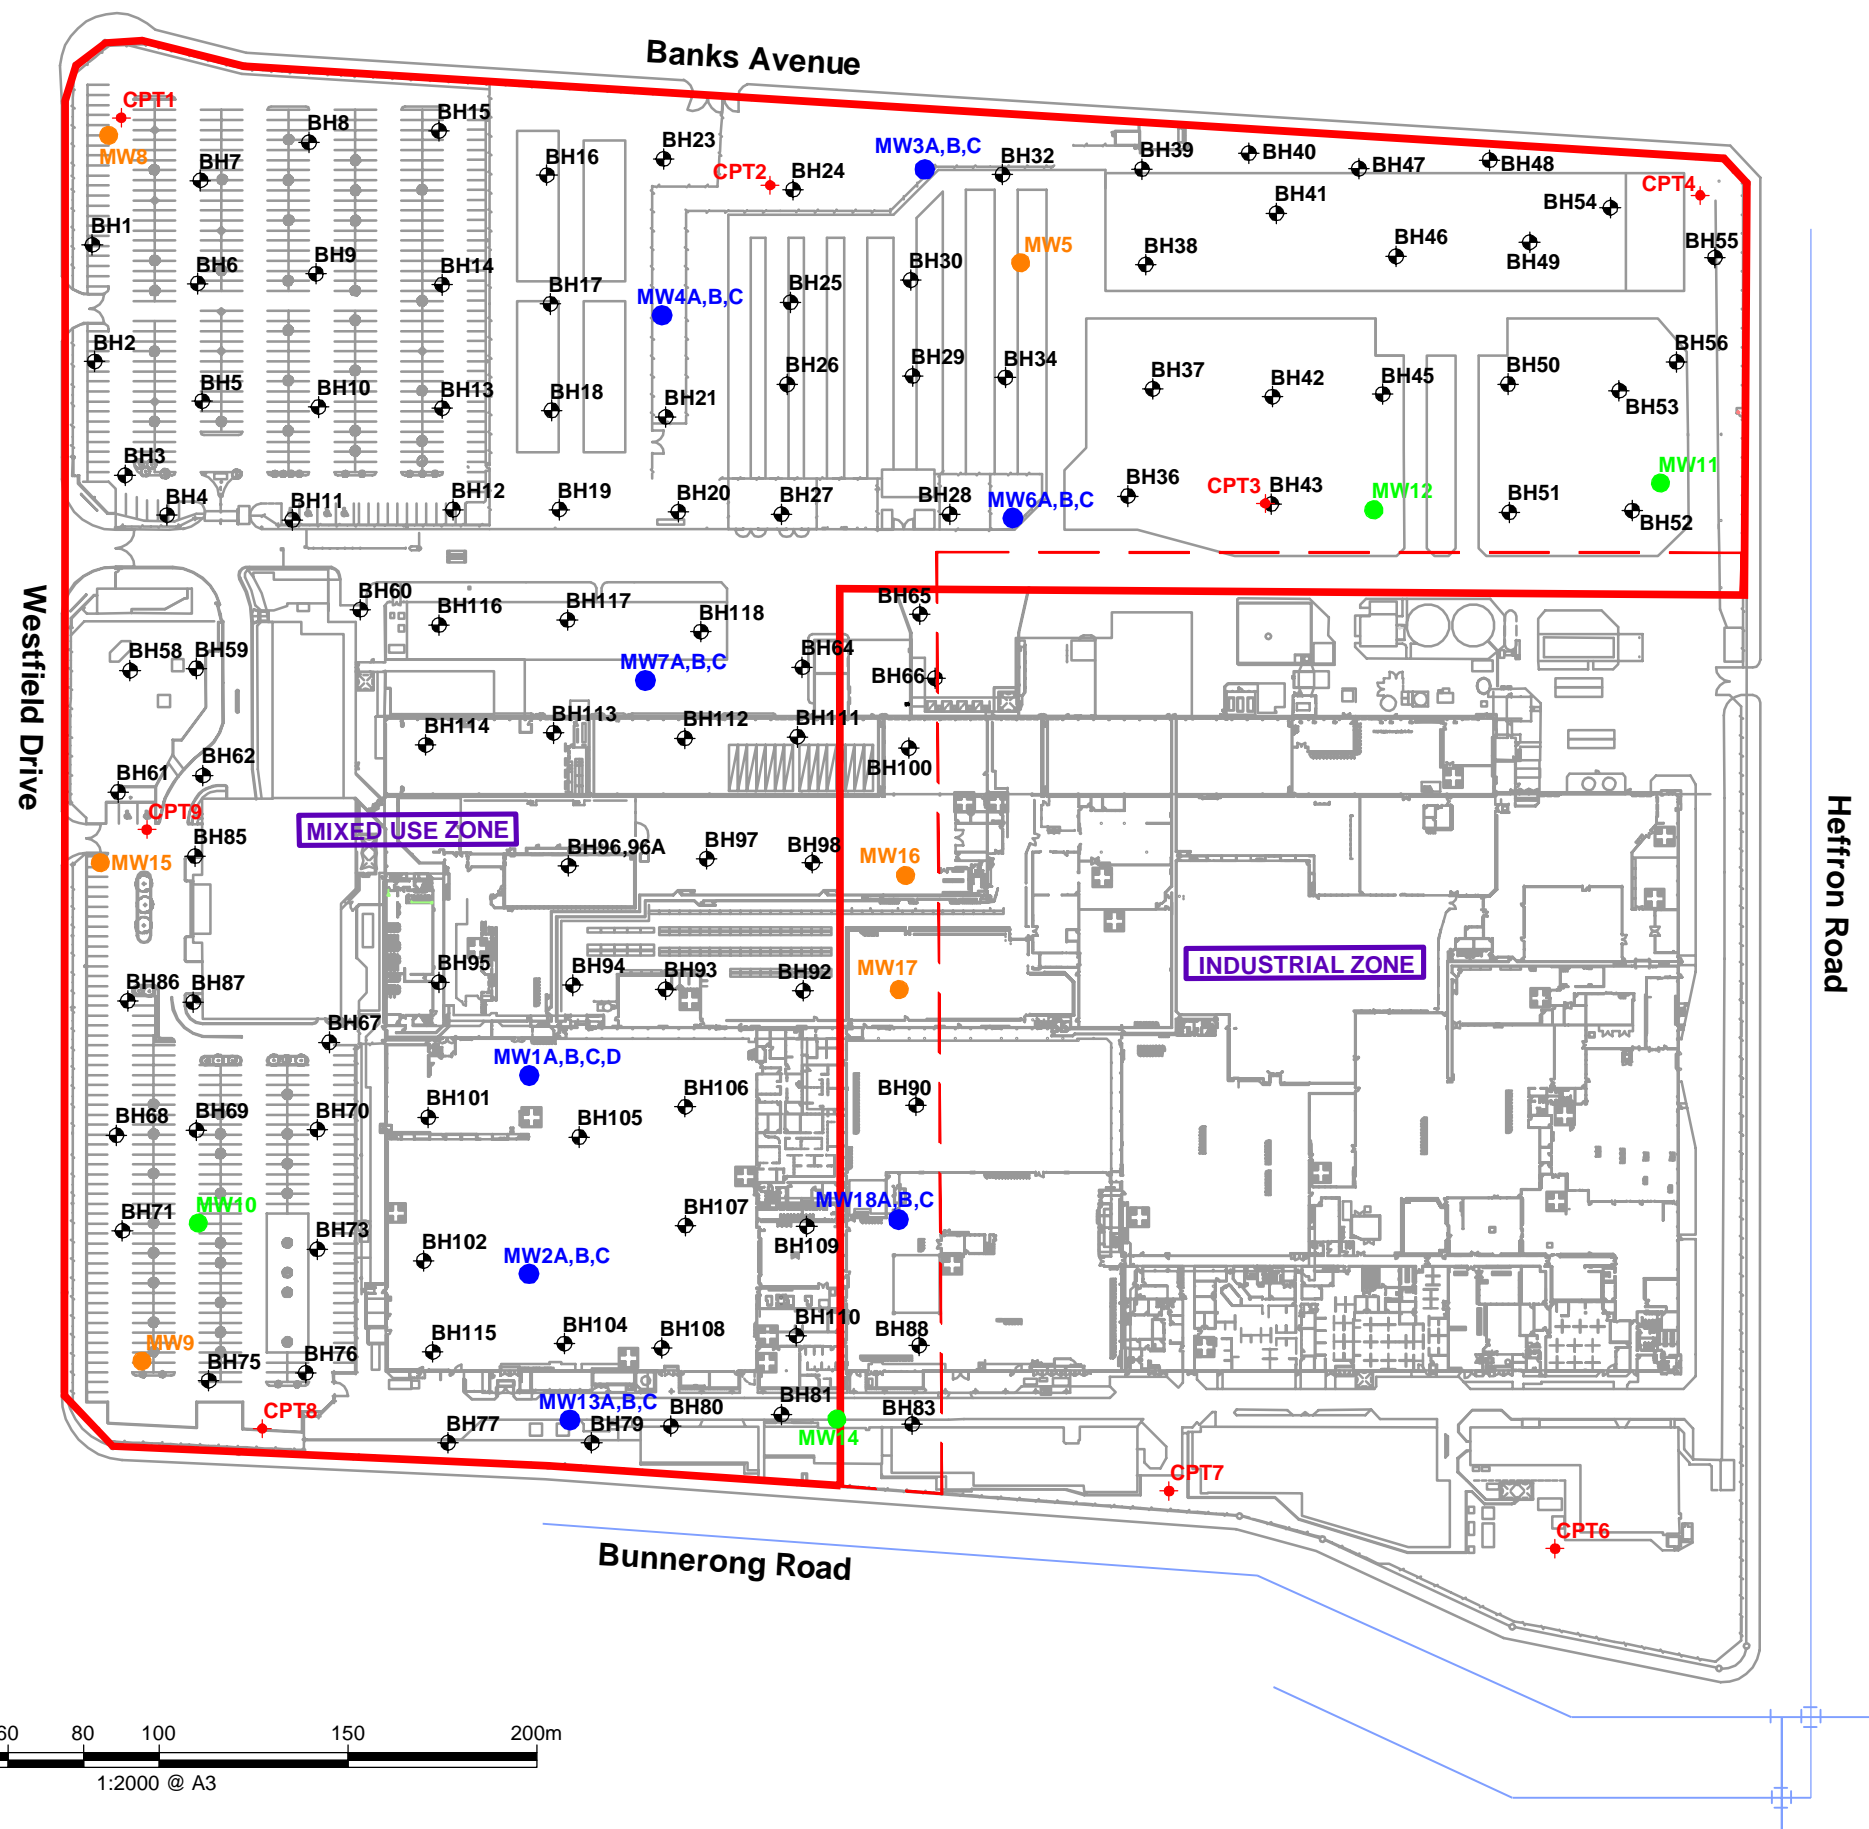 Banks Avenue
CPT1
MW8
BH7
BH8
BH15
BH16
BH23
CPT2
BH24
MW3A,B,C
BH32
BH39
BH40
BH47
BH48
BH41
BH54
CPT4
BH1
BH6
BH9
BH14
BH17
MW4A,B,C
BH25
BH30
MW5
BH38
BH46
BH49
BH55
BH2
BH5
BH10
BH13
BH18
BH21
BH26
BH29
BH34
BH37
BH42
BH45
BH50
BH53
BH56
BH3
BH4
BH11
BH12
BH19
BH20
BH27
BH28
MW6A,B,C
BH36
CPT3
BH43
MW12
BH51
BH52
MW11
Westfield Drive
BH60
BH116
BH117
BH118
BH65
BH58
BH59
MW7A,B,C
BH64
BH66
BH114
BH113
BH112
BH111
BH100
BH61
BH62
CPT9
MIXED USE ZONE
MW15
BH85
BH96,96A
BH97
BH98
MW16
Heffron Road
BH86
BH87
BH95
BH94
BH93
BH92
MW17
INDUSTRIAL ZONE
BH67
MW1A,B,C,D
BH68
BH69
BH70
BH101
BH105
BH106
BH90
BH71
MW10
BH73
BH102
MW2A,B,C
BH107
BH109
MW18A,B,C
MW9
BH75
BH76
BH115
BH104
BH108
BH110
BH88
CPT8
BH77
MW13A,B,C
BH79
BH80
BH81
MW14
BH83
CPT7
CPT6
Bunnerong Road
60 80 100 150 200m
1:2000 @ A3